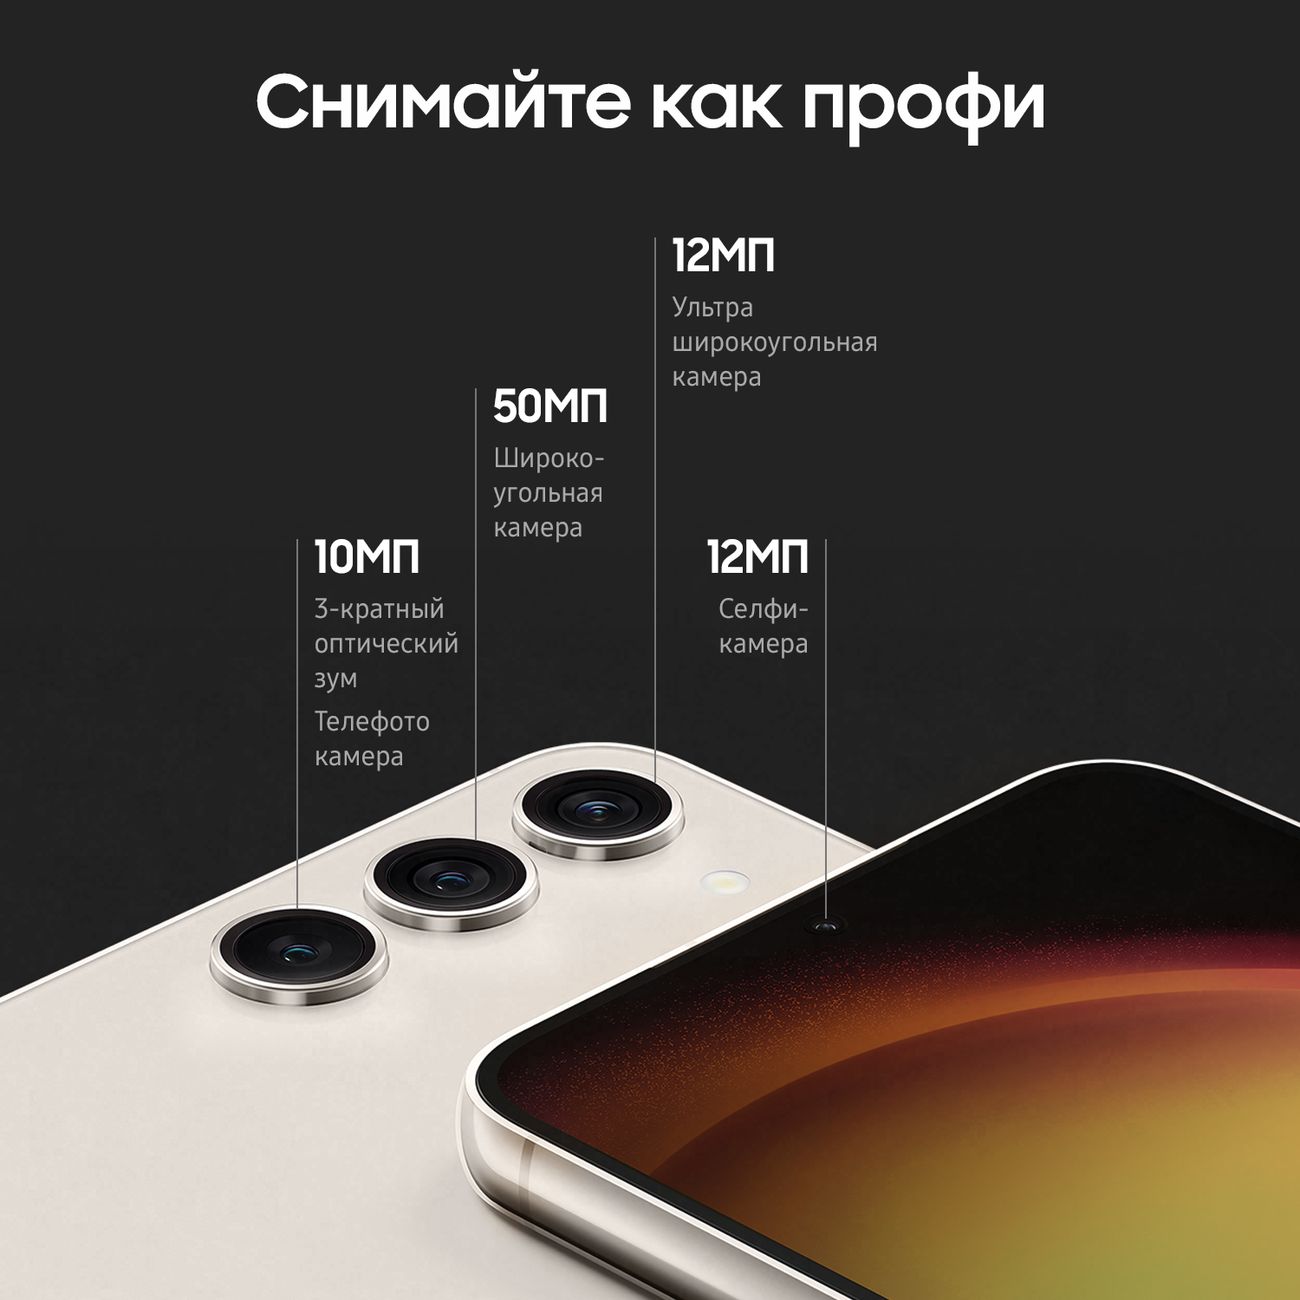 Снимайте как профи
12МП
Ультра
широкоугольная
камера
50МП
Широко-
угольная
камера
10МП
3-кратный
оптический
зум
Телефото
камера
12МП
Селфи-
камера